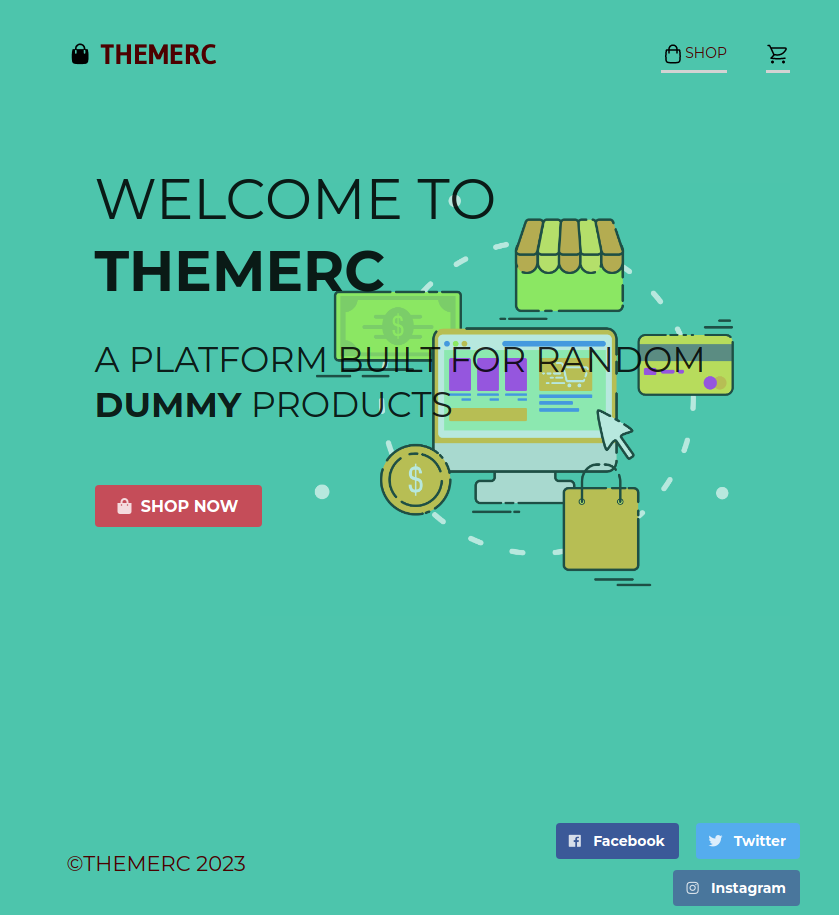 THEMERC
SHOP
WELCOME TO
THEMERC
$
A PLATFORM BUILT FOR RANDOM
DUMMY PRODUCTS
$
SHOP NOW
©THEMERC 2023
Facebook
Twitter
Instagram